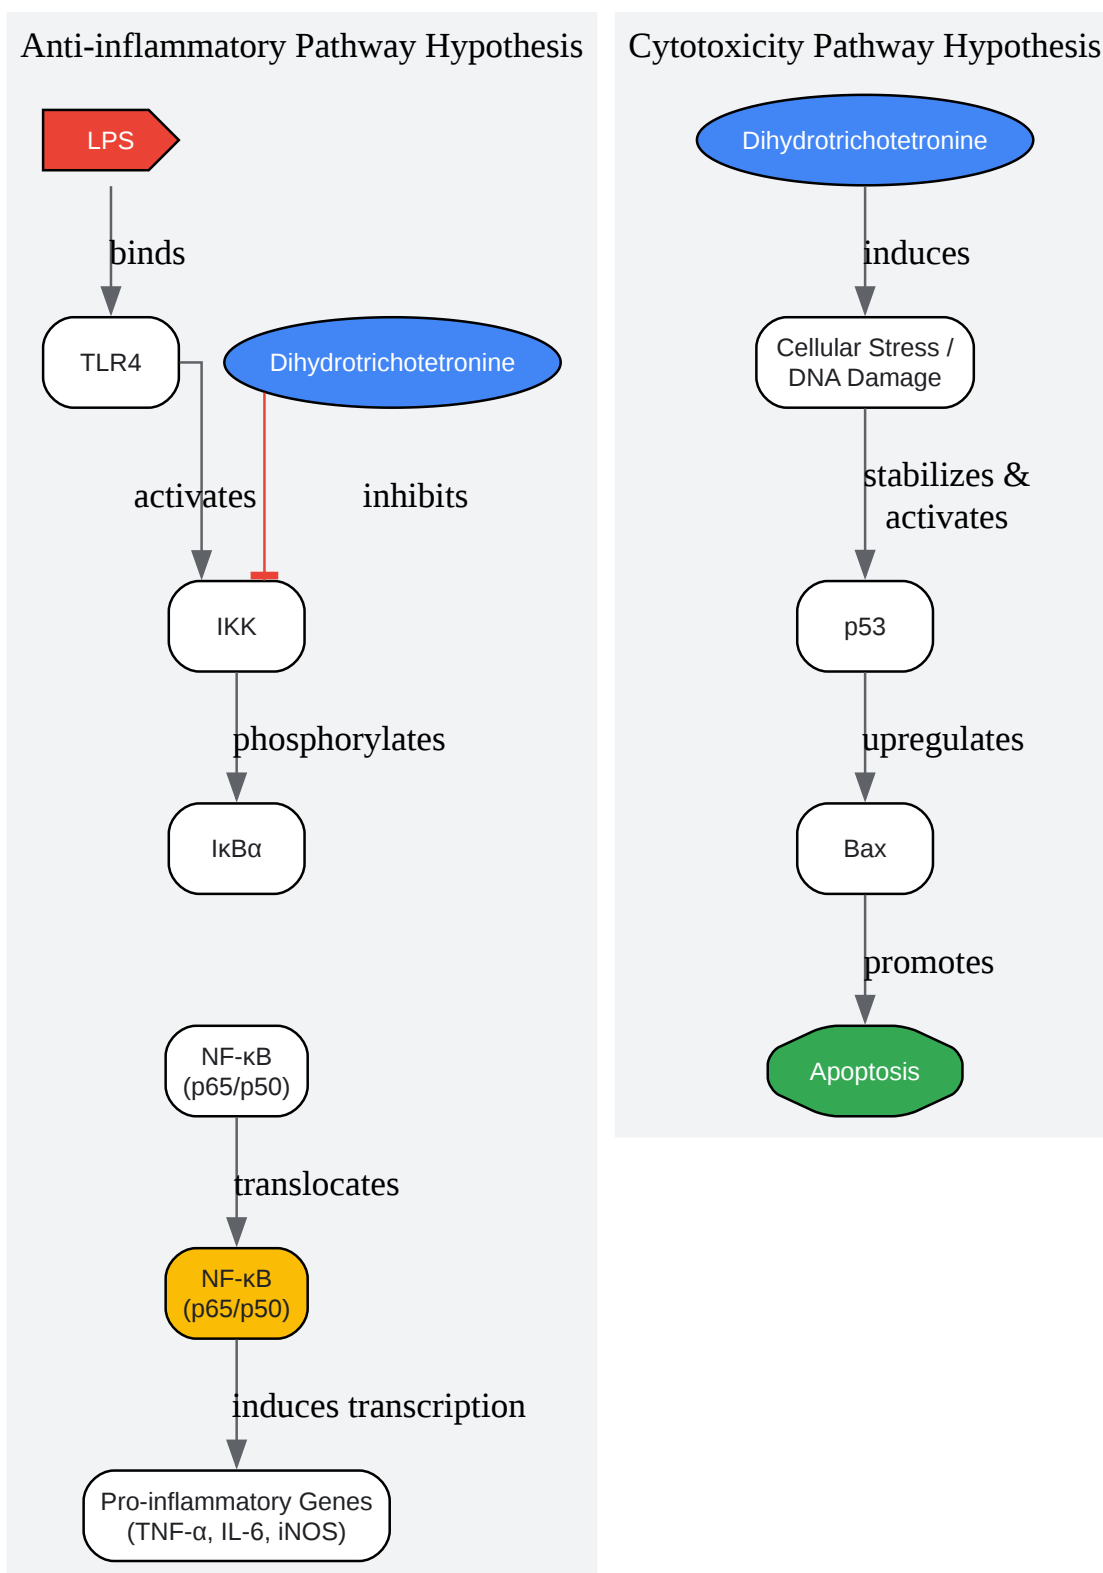 Anti-inflammatory Pathway Hypothesis
LPS
binds
TLR4
Dihydrotrichotetronine
activates
inhibits
IKK
phosphorylates
IκBα
NF-κB
(p65/p50)
translocates
NF-κB
(p65/p50)
induces transcription
Pro-inflammatory Genes
(TNF-α, IL-6, iNOS)
Cytotoxicity Pathway Hypothesis
Dihydrotrichotetronine
induces
Cellular Stress /
DNA Damage
stabilizes &
activates
p53
upregulates
Bax
promotes
Apoptosis